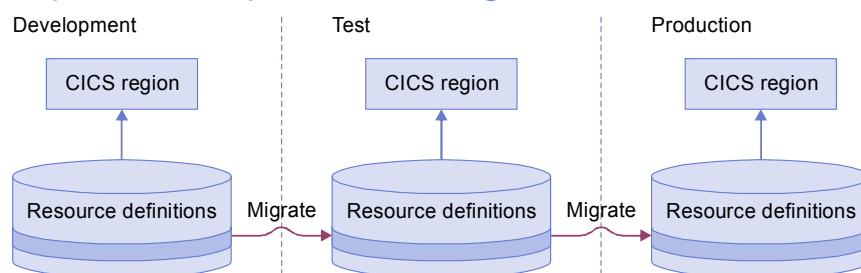 Development
Test
Production
CICS region
CICS region
CICS region
Resource definitions
Migrate
Resource definitions
Migrate
Resource definitions